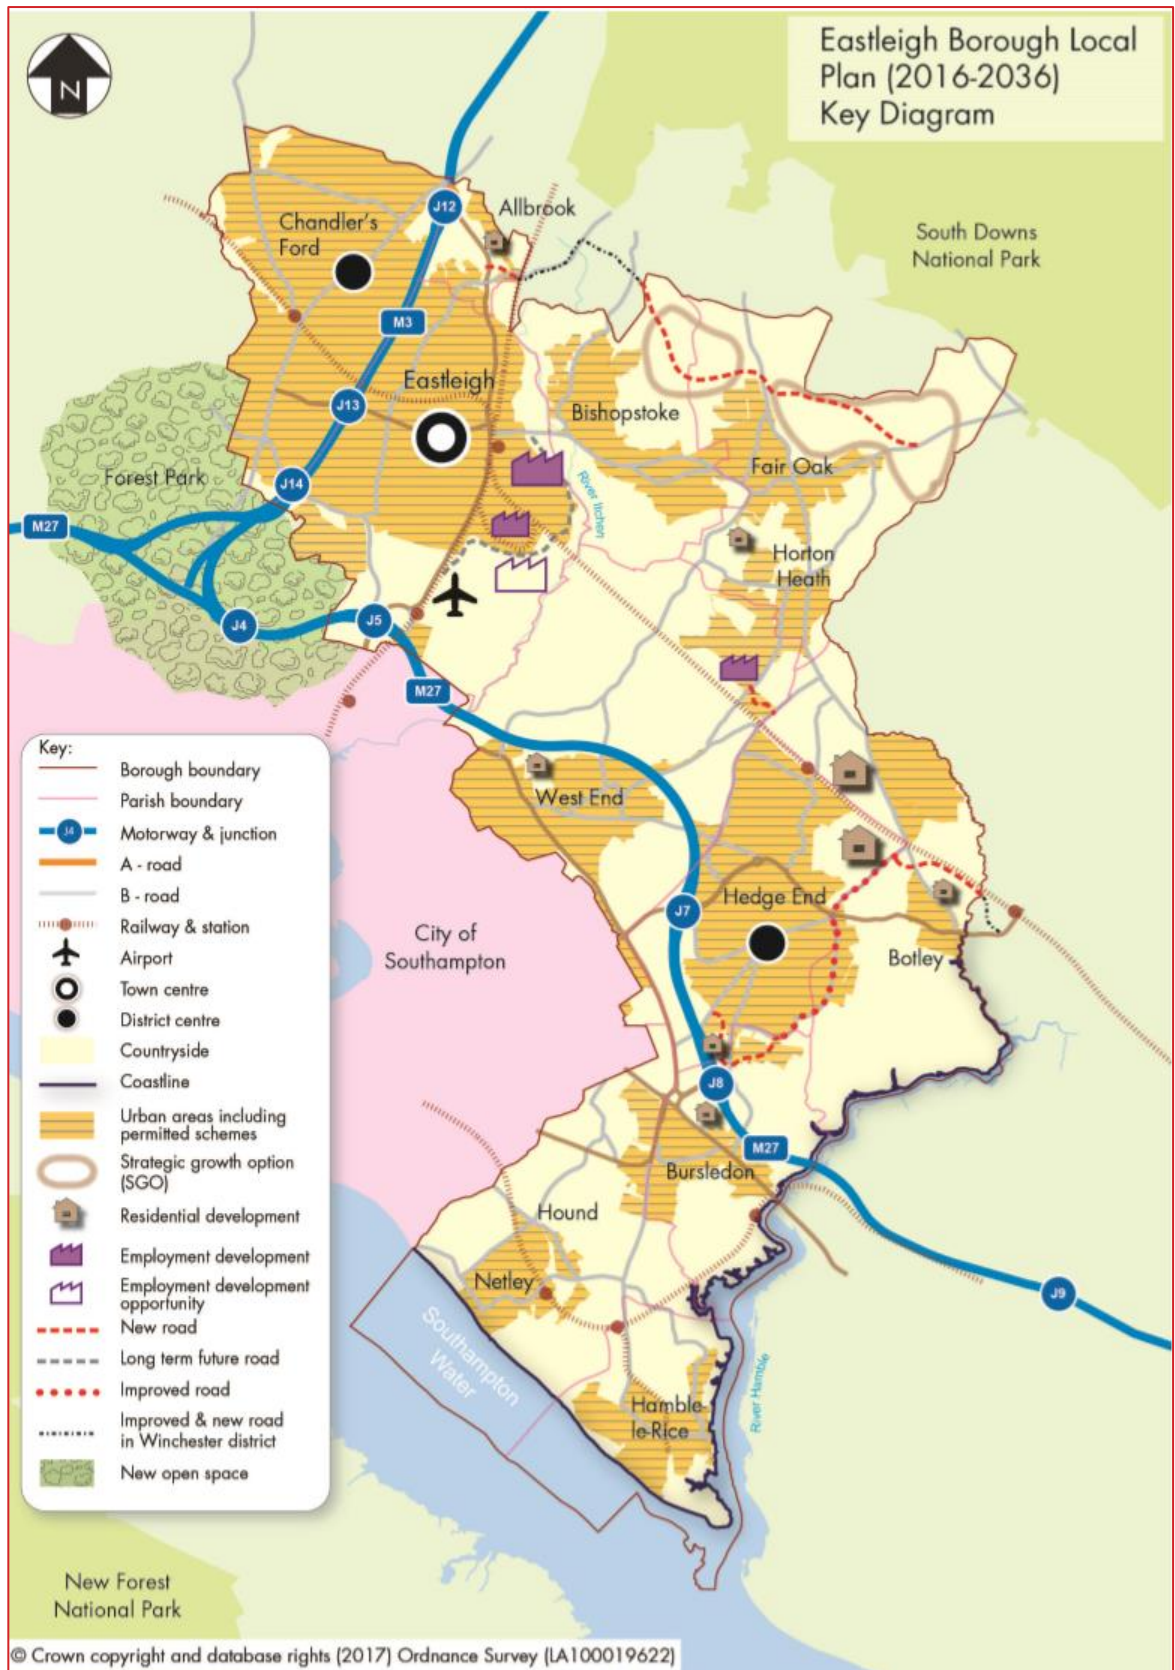 Eastleigh Borough Local
Plan (2016-2036)
Key Diagram
N
J12
Allbrook
Chandler's
Ford
South Downs
National Park
M3
Eastleigh
J13
Bishopstoke
Fair Oak
Forest Park
J14
River Itchen
M27
Horton
Heath
J4
J5
M27
West End
Hedge End
J7
City of
Southampton
Botley
J8
M27
Bursledon
Hound
Netley
J9
Southampton
Water
River Hamble
Hamble-
le-Rice
Key:
Borough boundary
Parish boundary
J4
Motorway & junction
A - road
B - road
Railway & station
Airport
Town centre
District centre
Countryside
Coastline
Urban areas including
permitted schemes
Strategic growth option
(SGO)
Residential development
Employment development
Employment development
opportunity
New road
Long term future road
Improved road
Improved & new road
in Winchester district
New open space
New Forest
National Park
© Crown copyright and database rights (2017) Ordnance Survey (LA100019622)